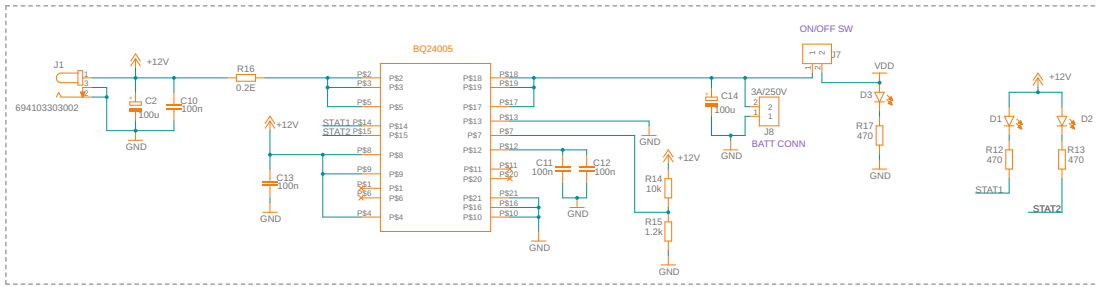 ON/OFF SW
BQ24005
1 2
J7
1 2
J1
+12V
VDD
1
3
2
R16
0.2E
P$2
P$3
P$5
P$2
P$3
P$5
P$18
P$19
P$17
P$18
P$19
P$17
+12V
694103303002
C2
100u
C10
100n
C14
100u
3A/250V
2
1
2
1
J8
BATT CONN
D3
R17
470
D1
D2
+12V
STAT1
STAT2
P$14
P$15
P$14
P$15
P$13
P$7
P$13
P$7
GND
GND
GND
R12
470
R13
470
P$8
P$9
P$1
P$6
P$4
P$8
P$9
P$1
P$6
P$4
P$12
P$11
P$20
P$21
P$16
P$10
P$12
P$11
P$20
P$21
P$16
P$10
C11
100n
C12
100n
+12V
R14
10k
R15
1.2k
GND
C13
100n
STAT1
STAT2
GND
GND
GND
GND